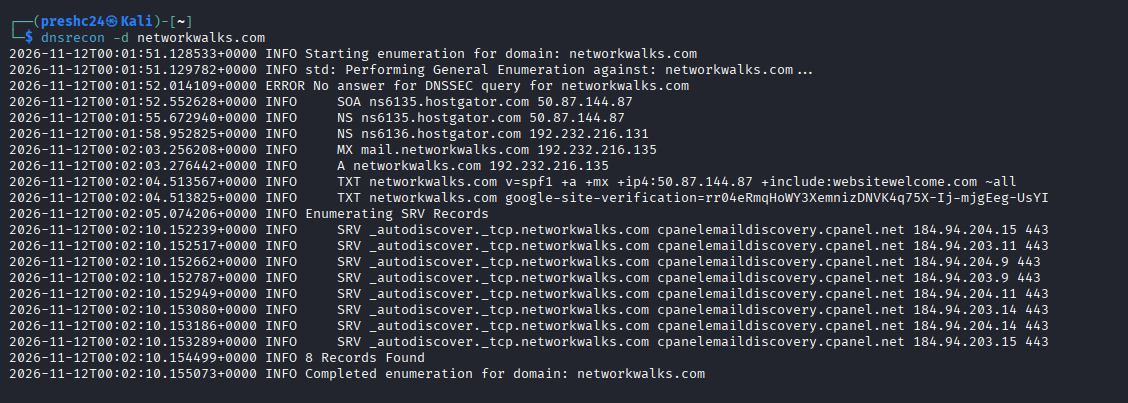 ┌──(preshc24㉿Kali)-[~]
└─$ dnsrecon -d networkwalks.com
2026-11-12T00:01:51.128533+0000 INFO Starting enumeration for domain: networkwalks.com
2026-11-12T00:01:51.129782+0000 INFO std: Performing General Enumeration against: networkwalks.com...
2026-11-12T00:01:52.014109+0000 ERROR No answer for DNSSEC query for networkwalks.com
2026-11-12T00:01:52.552628+0000 INFO     SOA ns6135.hostgator.com 50.87.144.87
2026-11-12T00:01:55.672940+0000 INFO     NS ns6135.hostgator.com 50.87.144.87
2026-11-12T00:01:58.952825+0000 INFO     NS ns6136.hostgator.com 192.232.216.131
2026-11-12T00:02:03.256208+0000 INFO     MX mail.networkwalks.com 192.232.216.135
2026-11-12T00:02:03.276442+0000 INFO     A networkwalks.com 192.232.216.135
2026-11-12T00:02:04.513567+0000 INFO     TXT networkwalks.com v=spf1 +a +mx +ip4:50.87.144.87 +include:websitewelcome.com ~all
2026-11-12T00:02:04.513825+0000 INFO     TXT networkwalks.com google-site-verification=rr04eRmqHoWY3XemnizDNVK4q75X-Ij-mjgEeg-UsYI
2026-11-12T00:02:05.074206+0000 INFO Enumerating SRV Records
2026-11-12T00:02:10.152239+0000 INFO     SRV _autodiscover._tcp.networkwalks.com cpanelemaildiscovery.cpanel.net 184.94.204.15 443
2026-11-12T00:02:10.152517+0000 INFO     SRV _autodiscover._tcp.networkwalks.com cpanelemaildiscovery.cpanel.net 184.94.203.11 443
2026-11-12T00:02:10.152662+0000 INFO     SRV _autodiscover._tcp.networkwalks.com cpanelemaildiscovery.cpanel.net 184.94.204.9 443
2026-11-12T00:02:10.152787+0000 INFO     SRV _autodiscover._tcp.networkwalks.com cpanelemaildiscovery.cpanel.net 184.94.203.9 443
2026-11-12T00:02:10.152949+0000 INFO     SRV _autodiscover._tcp.networkwalks.com cpanelemaildiscovery.cpanel.net 184.94.204.11 443
2026-11-12T00:02:10.153080+0000 INFO     SRV _autodiscover._tcp.networkwalks.com cpanelemaildiscovery.cpanel.net 184.94.203.14 443
2026-11-12T00:02:10.153186+0000 INFO     SRV _autodiscover._tcp.networkwalks.com cpanelemaildiscovery.cpanel.net 184.94.204.14 443
2026-11-12T00:02:10.153289+0000 INFO     SRV _autodiscover._tcp.networkwalks.com cpanelemaildiscovery.cpanel.net 184.94.203.15 443
2026-11-12T00:02:10.154499+0000 INFO 8 Records Found
2026-11-12T00:02:10.155073+0000 INFO Completed enumeration for domain: networkwalks.com